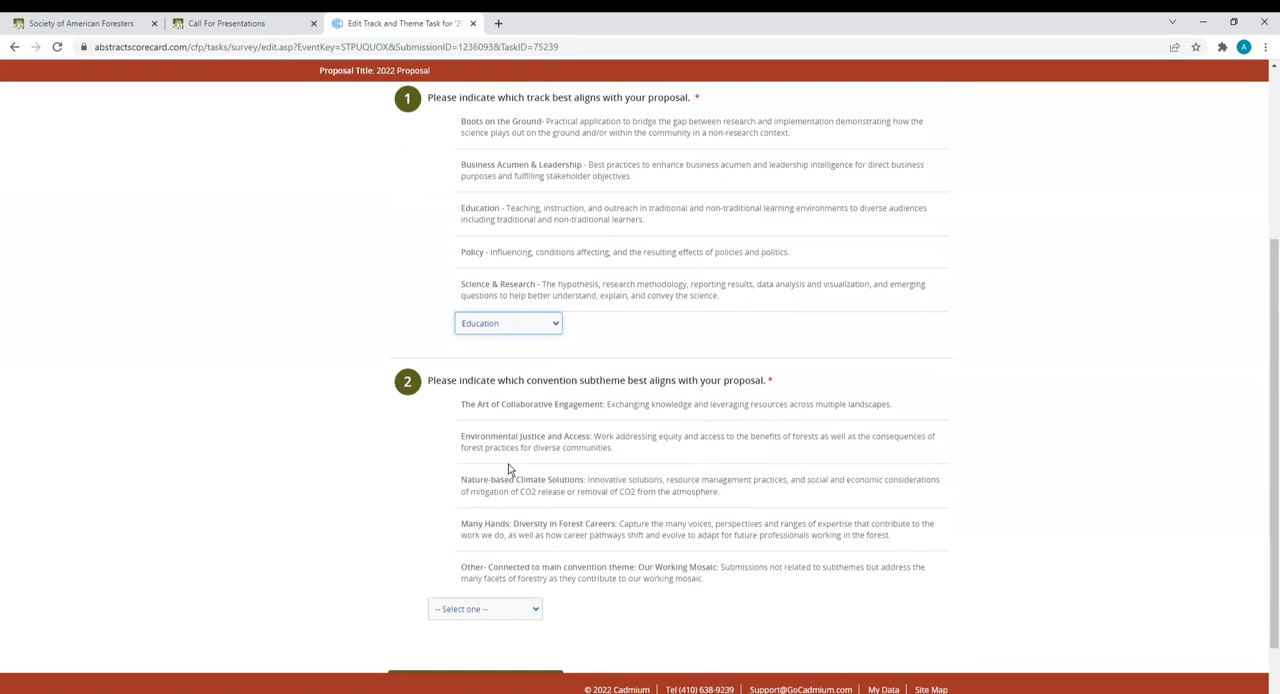 Society of American Foresters
Call For Presentations
Edit Track and Theme Task for '2
abstractscorecard.com/cfp/tasks/survey/edit.asp?EventKey=STPUQUOX&SubmissionID=1236093&TaskID=75239
A
Proposal Title: 2022 Proposal
1 Please indicate which track best aligns with your proposal. *
Boots on the Ground- Practical application to bridge the gap between research and implementation demonstrating how the
science plays out on the ground and/or within the community in a non-research context.
Business Acumen & Leadership - Best practices to enhance business acumen and leadership intelligence for direct business
purposes and fulfilling stakeholder objectives.
Education - Teaching, instruction, and outreach in traditional and non-traditional learning environments to diverse audiences
including traditional and non-traditional learners.
Policy - Influencing, conditions affecting, and the resulting effects of policies and politics.
Science & Research - The hypothesis, research methodology, reporting results, data analysis and visualization, and emerging
questions to help better understand, explain, and convey the science.
Education
2 Please indicate which convention subtheme best aligns with your proposal. *
The Art of Collaborative Engagement: Exchanging knowledge and leveraging resources across multiple landscapes.
Environmental Justice and Access: Work addressing equity and access to the benefits of forests as well as the consequences of
forest practices for diverse communities.
Nature-based Climate Solutions: Innovative solutions, resource management practices, and social and economic considerations
of mitigation of CO2 release or removal of CO2 from the atmosphere.
Many Hands: Diversity in Forest Careers: Capture the many voices, perspectives and ranges of expertise that contribute to the
work we do, as well as how career pathways shift and evolve to adapt for future professionals working in the forest.
Other- Connected to main convention theme: Our Working Mosaic: Submissions not related to subthemes but address the
many facets of forestry as they contribute to our working mosaic.
-- Select one --
© 2022 Cadmium | Tel (410) 638-9239 | Support@GoCadmium.com | My Data | Site Map